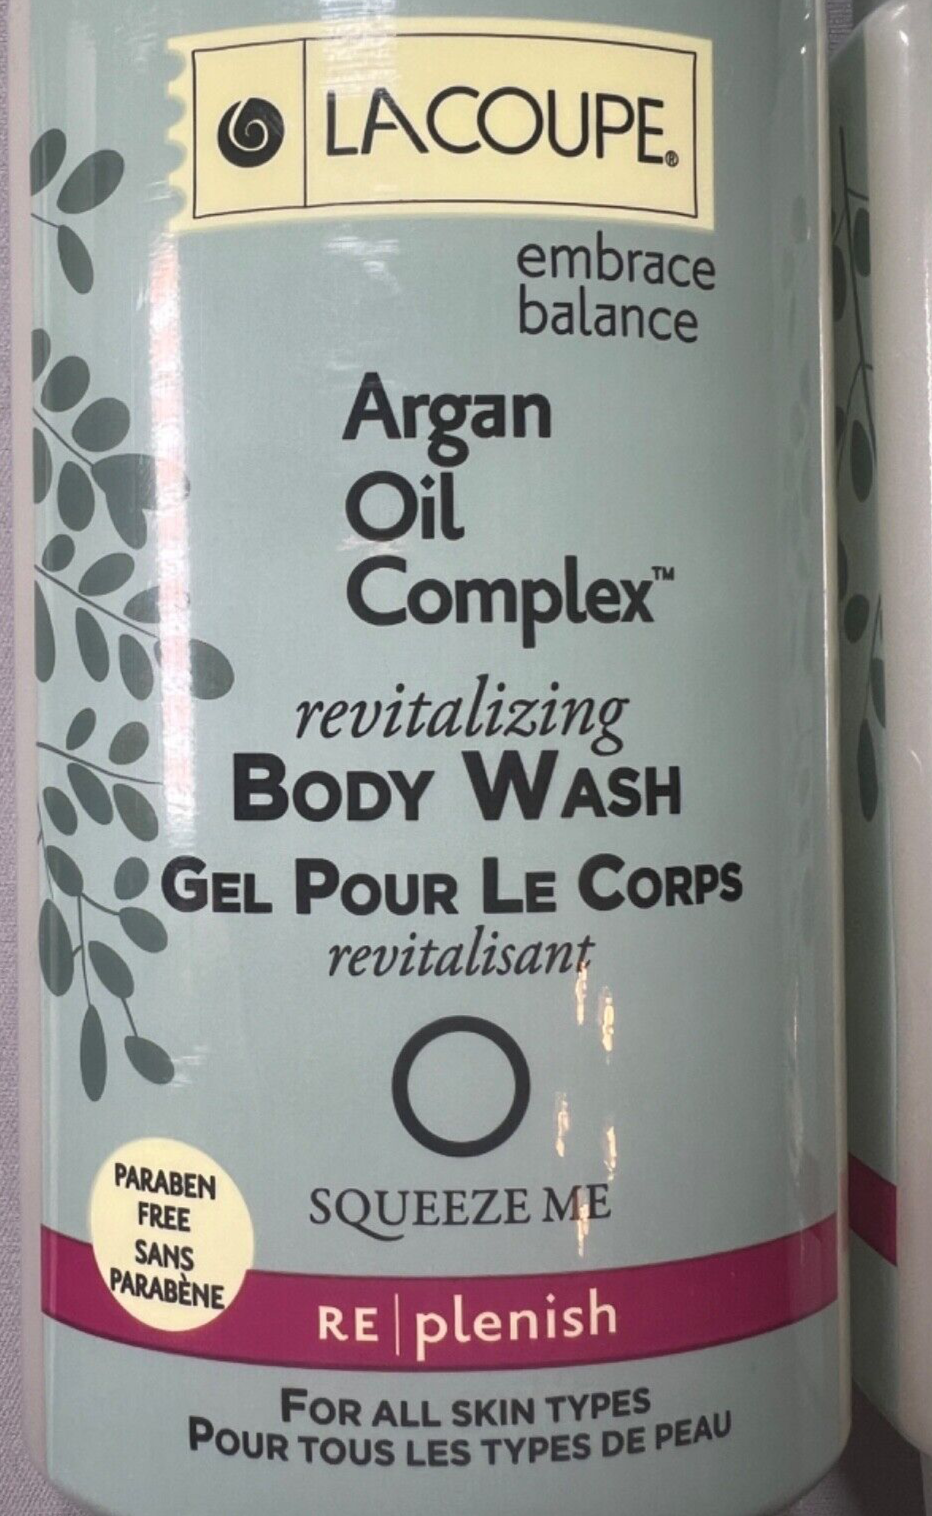 LACOUPE®
embrace
balance
Argan
Oil
Complex™
revitalizing
BODY WASH
GEL POUR LE CORPS
revitalisant
SQUEEZE ME
PARABEN
FREE
SANS
PARABÈNE
RE|plenish
FOR ALL SKIN TYPES
POUR TOUS LES TYPES DE PEAU